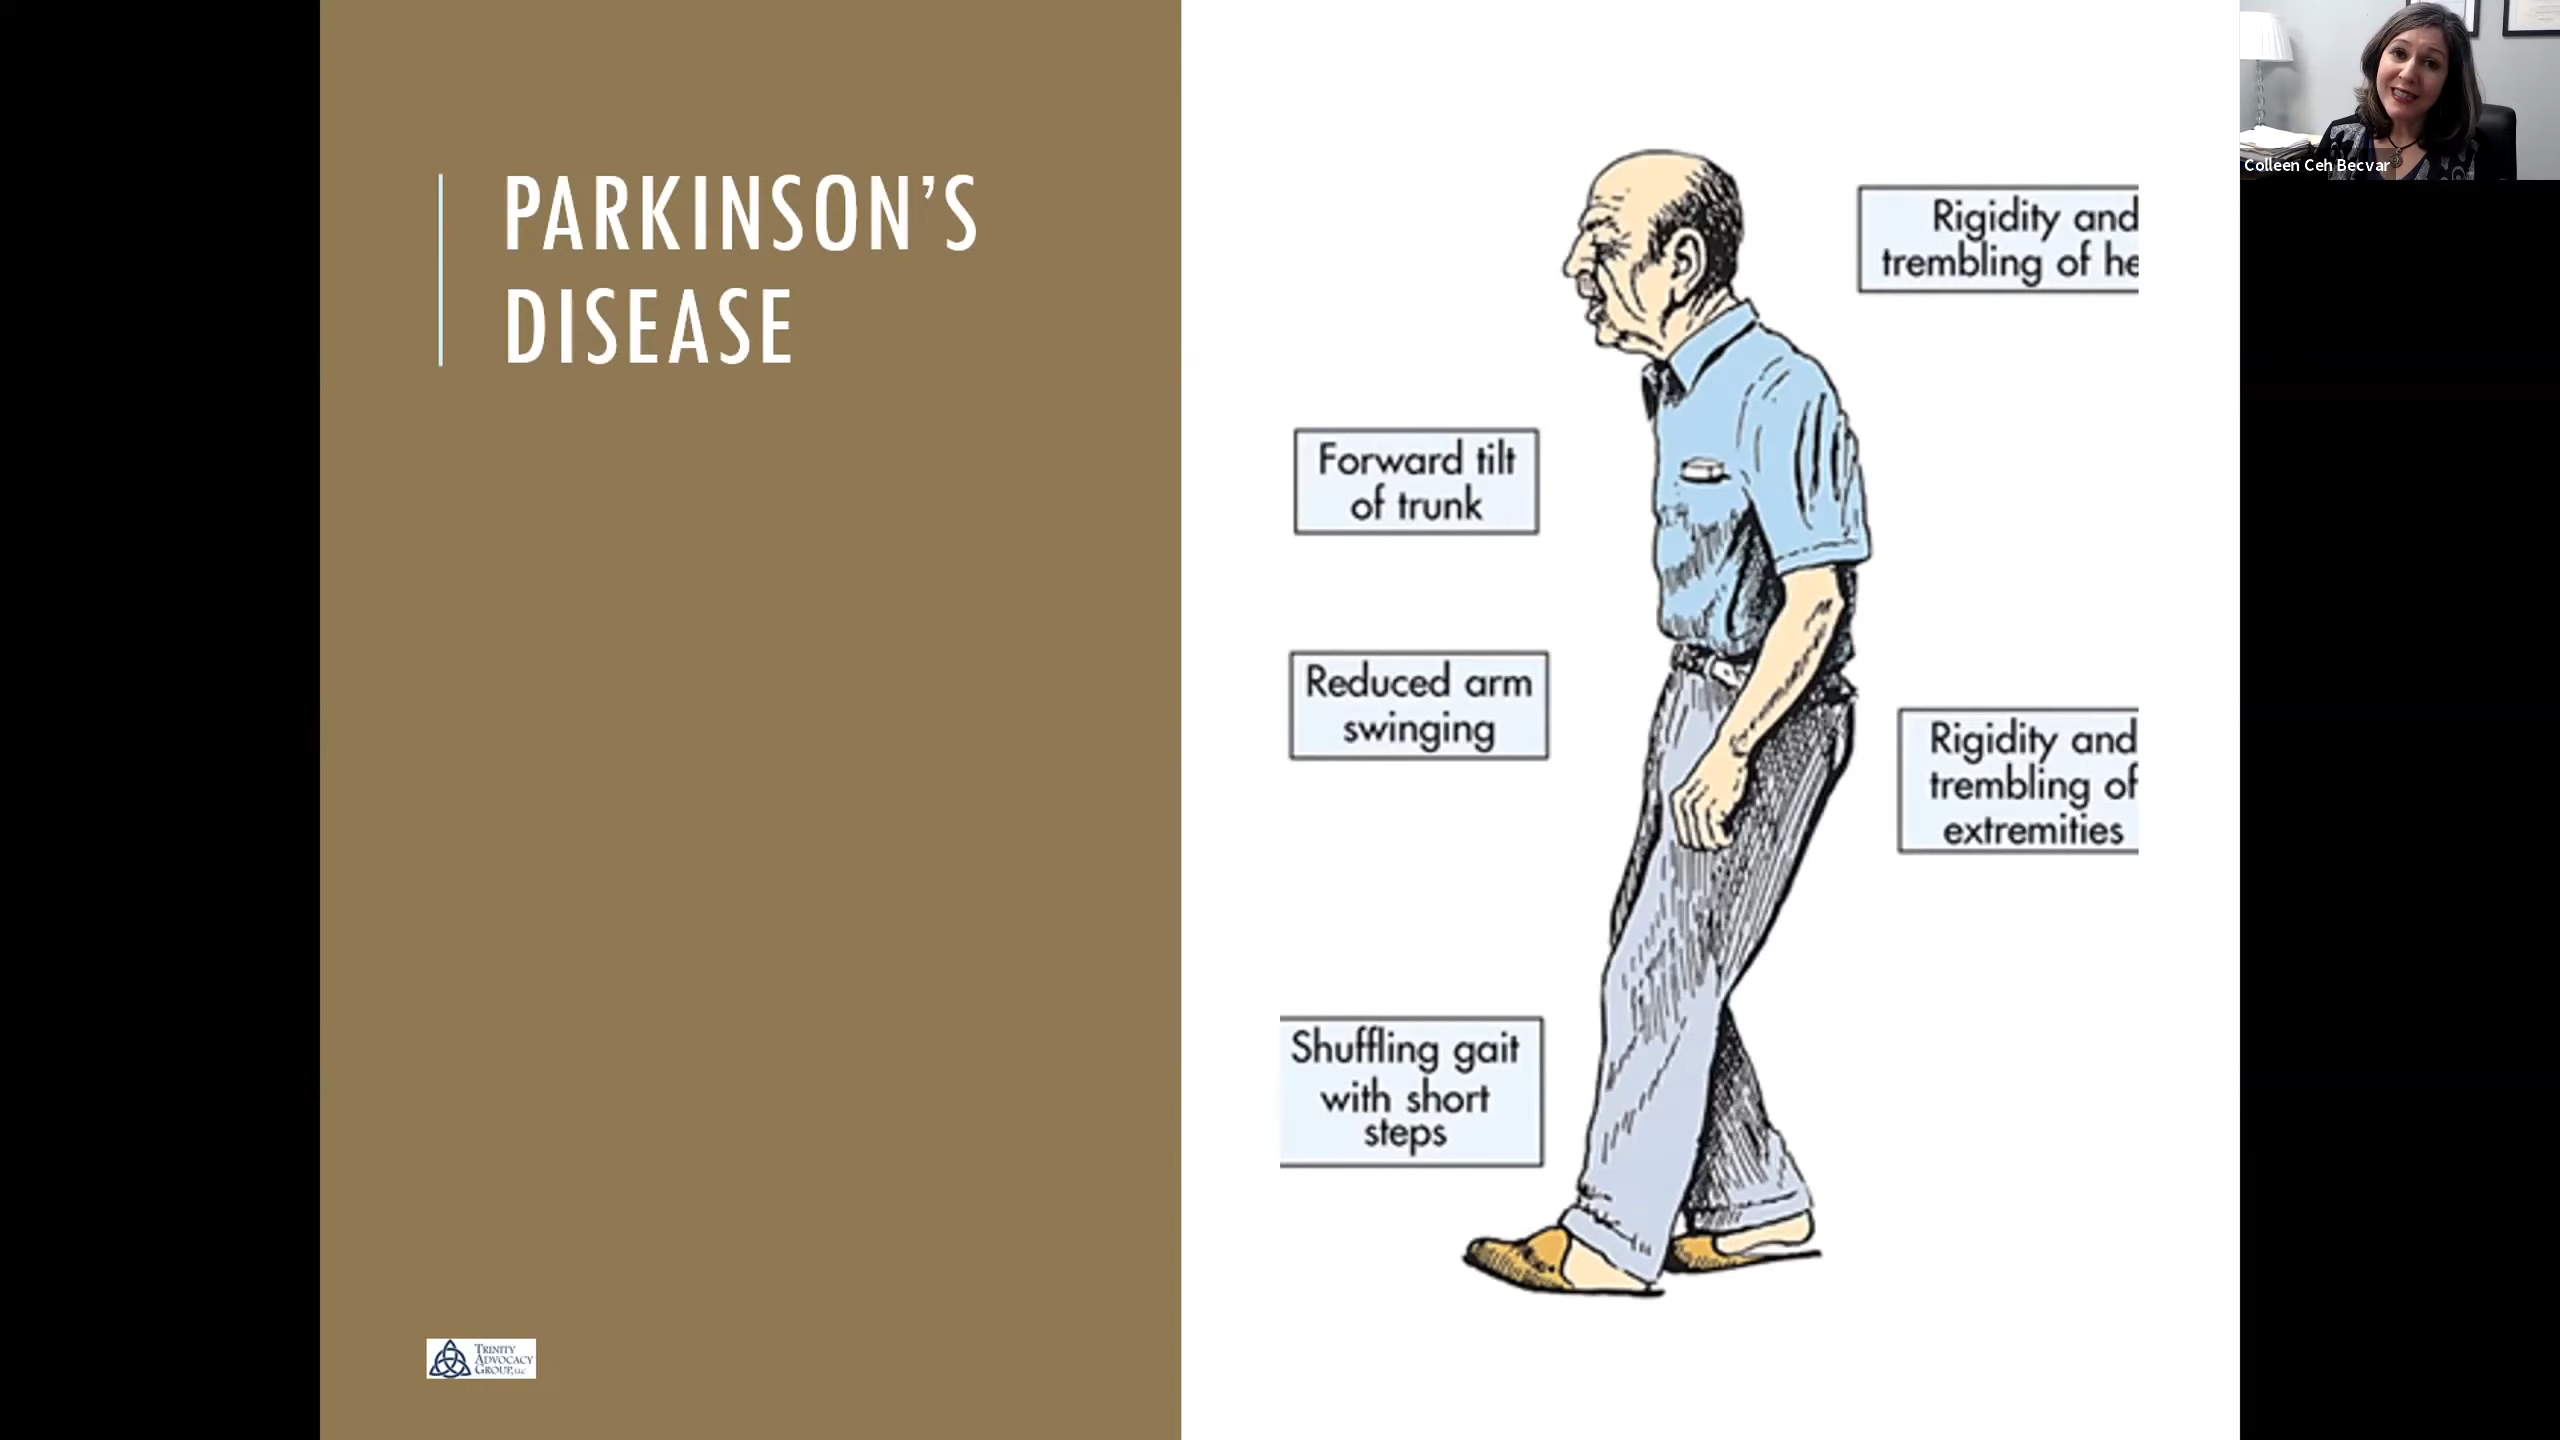 PARKINSON'S
DISEASE
Rigidity and
trembling of he
Forward tilt
of trunk
Reduced arm
swinging
Rigidity and
trembling of
extremities
Shuffling gait
with short
steps
TRINITY
ADVOCACY
GROUP, LLC
Colleen Ceh Becvar